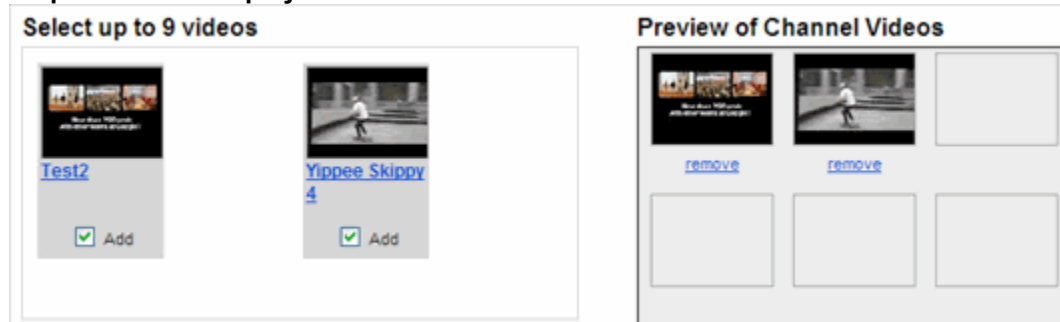 Select up to 9 videos
Preview of Channel Videos
Test2
Yippee Skippy
4
Add
Add
remove
remove